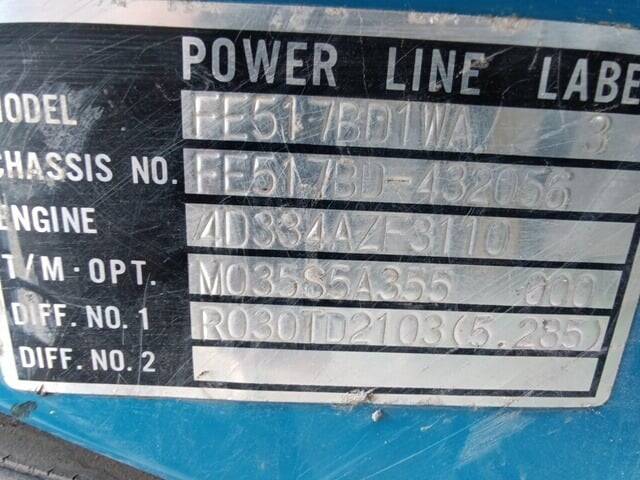 POWER LINE LABE
MODEL FE517BD1WA 3
CHASSIS NO. FE517BD-432056
ENGINE 4D334AZF3110
T/M·OPT. M035S5A355 000
DIFF. NO. 1 R030TD2103(5.285)
DIFF. NO. 2